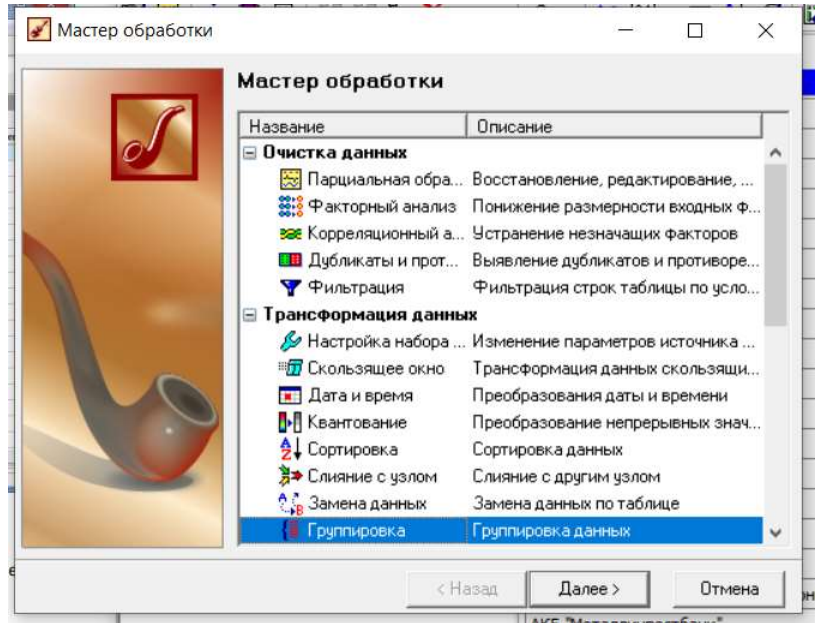 Мастер обработки
Мастер обработки
Название Описание
Очистка данных
Парциальная обра... Восстановление, редактирование, ...
Факторный анализ Понижение размерности входных ф...
Корреляционный а... Устранение незначащих факторов
Дубликаты и прот... Выявление дубликатов и противоре...
Фильтрация Фильтрация строк таблицы по усло...
Трансформация данных
Настройка набора ... Изменение параметров источника ...
Скользящее окно Трансформация данных скользящи...
Дата и время Преобразования даты и времени
Квантование Преобразование непрерывных знач...
Сортировка Сортировка данных
Слияние с узлом Слияние с другим узлом
Замена данных Замена данных по таблице
Группировка Группировка данных
< Назад Далее > Отмена